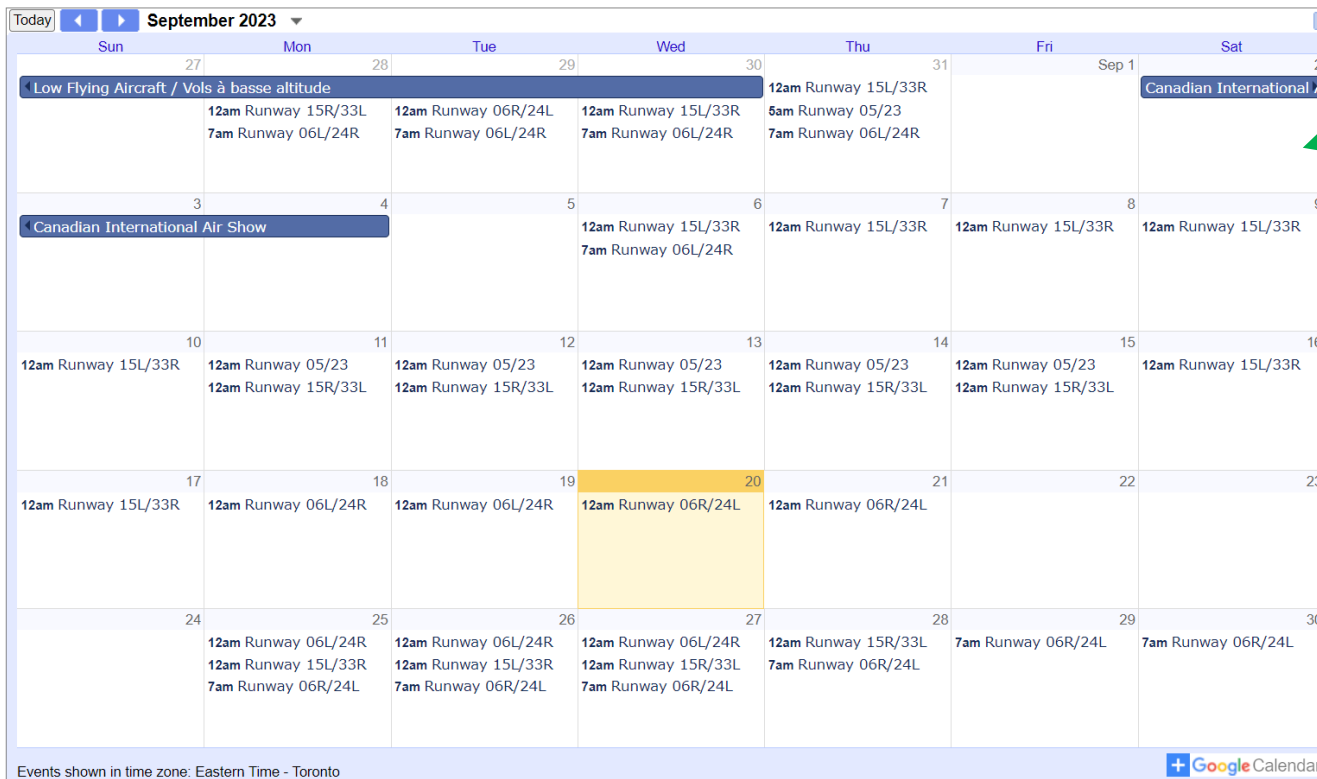 Today September 2023
Sun Mon Tue Wed Thu Fri Sat
27 28 29 30 31 Sep 1 2
Low Flying Aircraft / Vols à basse altitude 12am Runway 15L/33R Canadian International
12am Runway 15R/33L 12am Runway 06R/24L 12am Runway 15L/33R 5am Runway 05/23
7am Runway 06L/24R 7am Runway 06L/24R 7am Runway 06L/24R 7am Runway 06L/24R
3 4 5 6 7 8 9
Canadian International Air Show 12am Runway 15L/33R 12am Runway 15L/33R 12am Runway 15L/33R 12am Runway 15L/33R
7am Runway 06L/24R
10 11 12 13 14 15 16
12am Runway 15L/33R 12am Runway 05/23 12am Runway 05/23 12am Runway 05/23 12am Runway 05/23 12am Runway 05/23 12am Runway 15L/33R
12am Runway 15R/33L 12am Runway 15R/33L 12am Runway 15R/33L 12am Runway 15R/33L 12am Runway 15R/33L
17 18 19 20 21 22 23
12am Runway 15L/33R 12am Runway 06L/24R 12am Runway 06L/24R 12am Runway 06R/24L 12am Runway 06R/24L
24 25 26 27 28 29 30
12am Runway 06L/24R 12am Runway 06L/24R 12am Runway 06L/24R 12am Runway 15R/33L 7am Runway 06R/24L 7am Runway 06R/24L
12am Runway 15L/33R 12am Runway 15L/33R 12am Runway 15R/33L 7am Runway 06R/24L
7am Runway 06R/24L 7am Runway 06R/24L 7am Runway 06R/24L
Events shown in time zone: Eastern Time - Toronto
Google Calendar